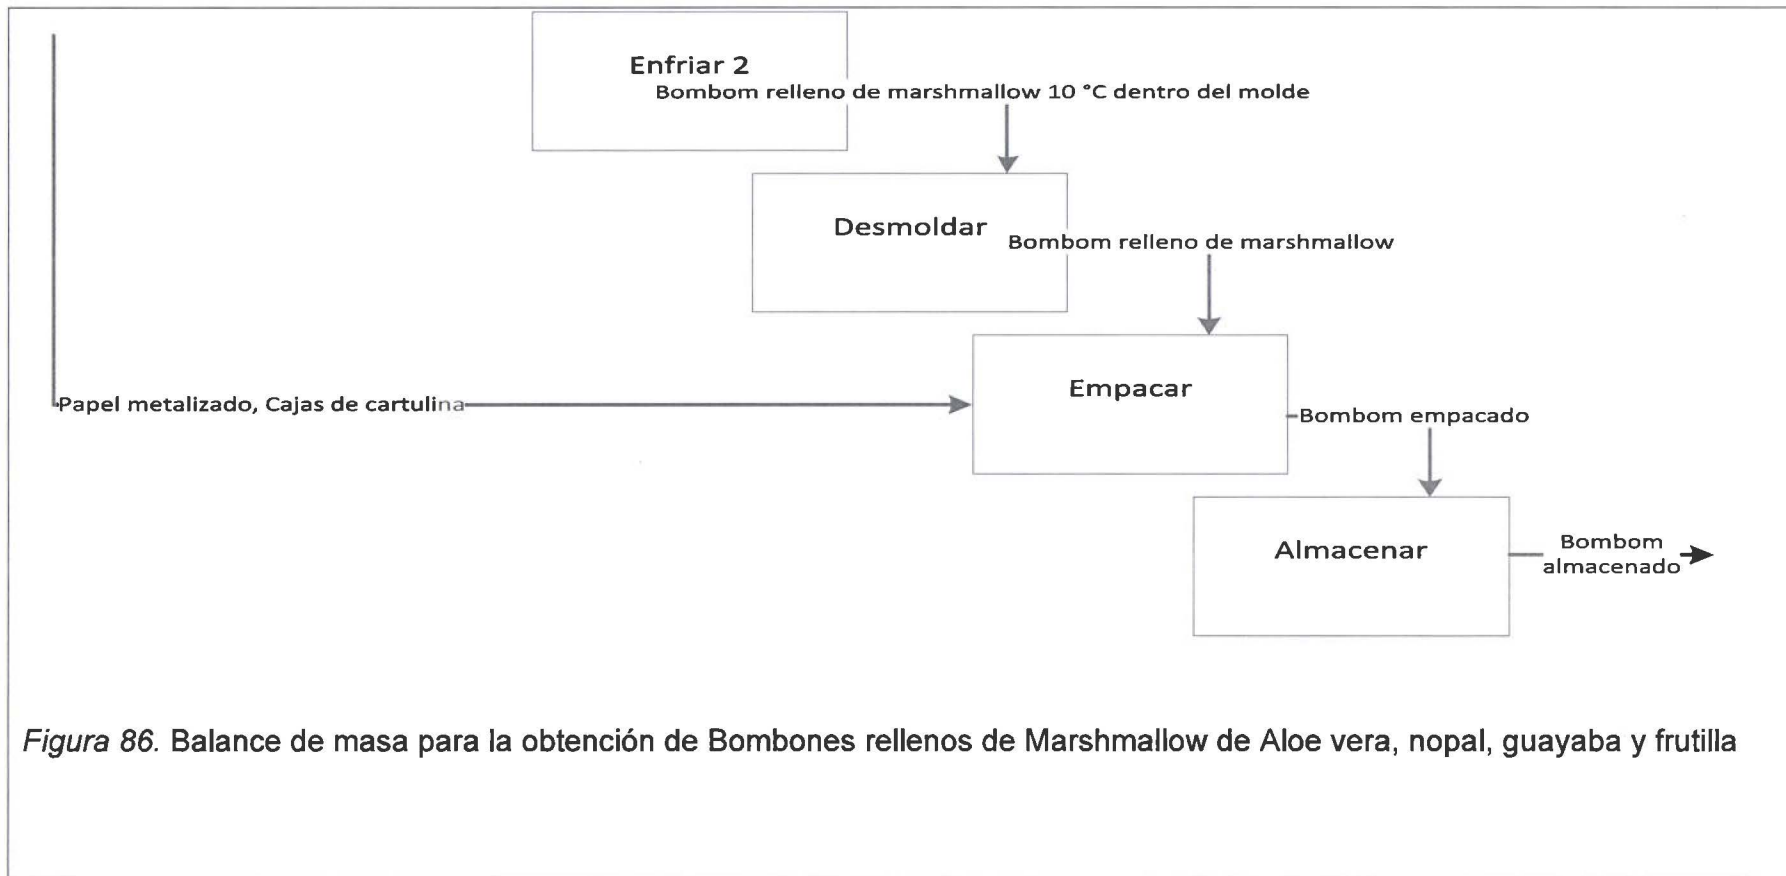 Enfriar 2
Bombom relleno de marshmallow 10 °C dentro del molde
Desmoldar
Bombom relleno de marshmallow
Empacar
Papel metalizado, Cajas de cartulina
Bombom empacado
Almacenar
Bombom
almacenado
Figura 86. Balance de masa para la obtención de Bombones rellenos de Marshmallow de Aloe vera, nopal, guayaba y frutilla